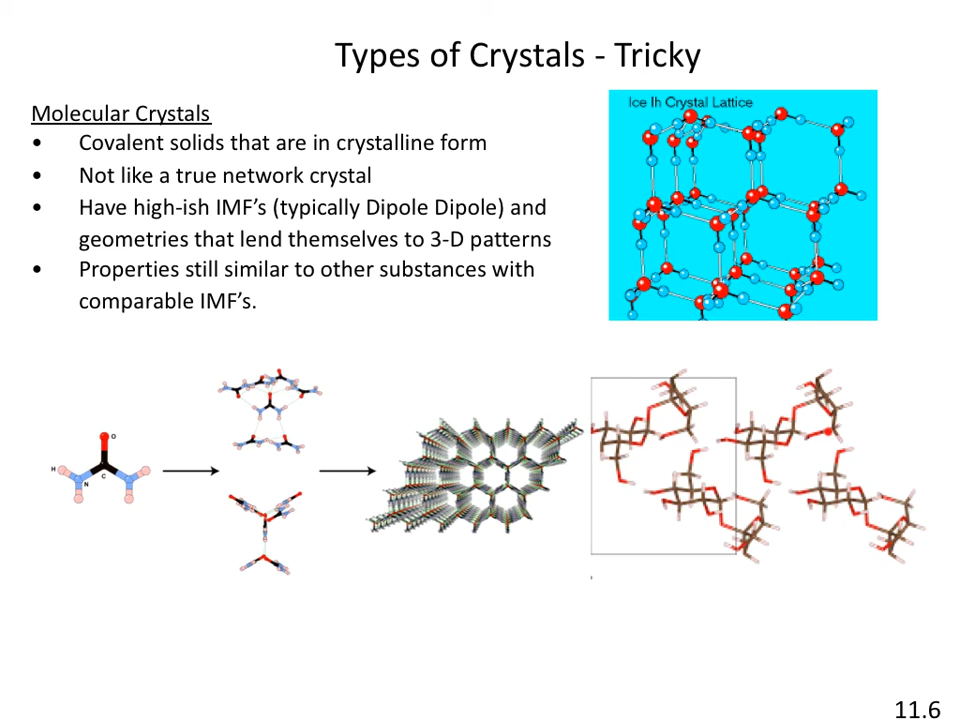 Types of Crystals - Tricky
Molecular Crystals
• Covalent solids that are in crystalline form
• Not like a true network crystal
• Have high-ish IMF’s (typically Dipole Dipole) and
geometries that lend themselves to 3-D patterns
• Properties still similar to other substances with
comparable IMF’s.
Ice Ih Crystal Lattice
O
H
C
N
11.6